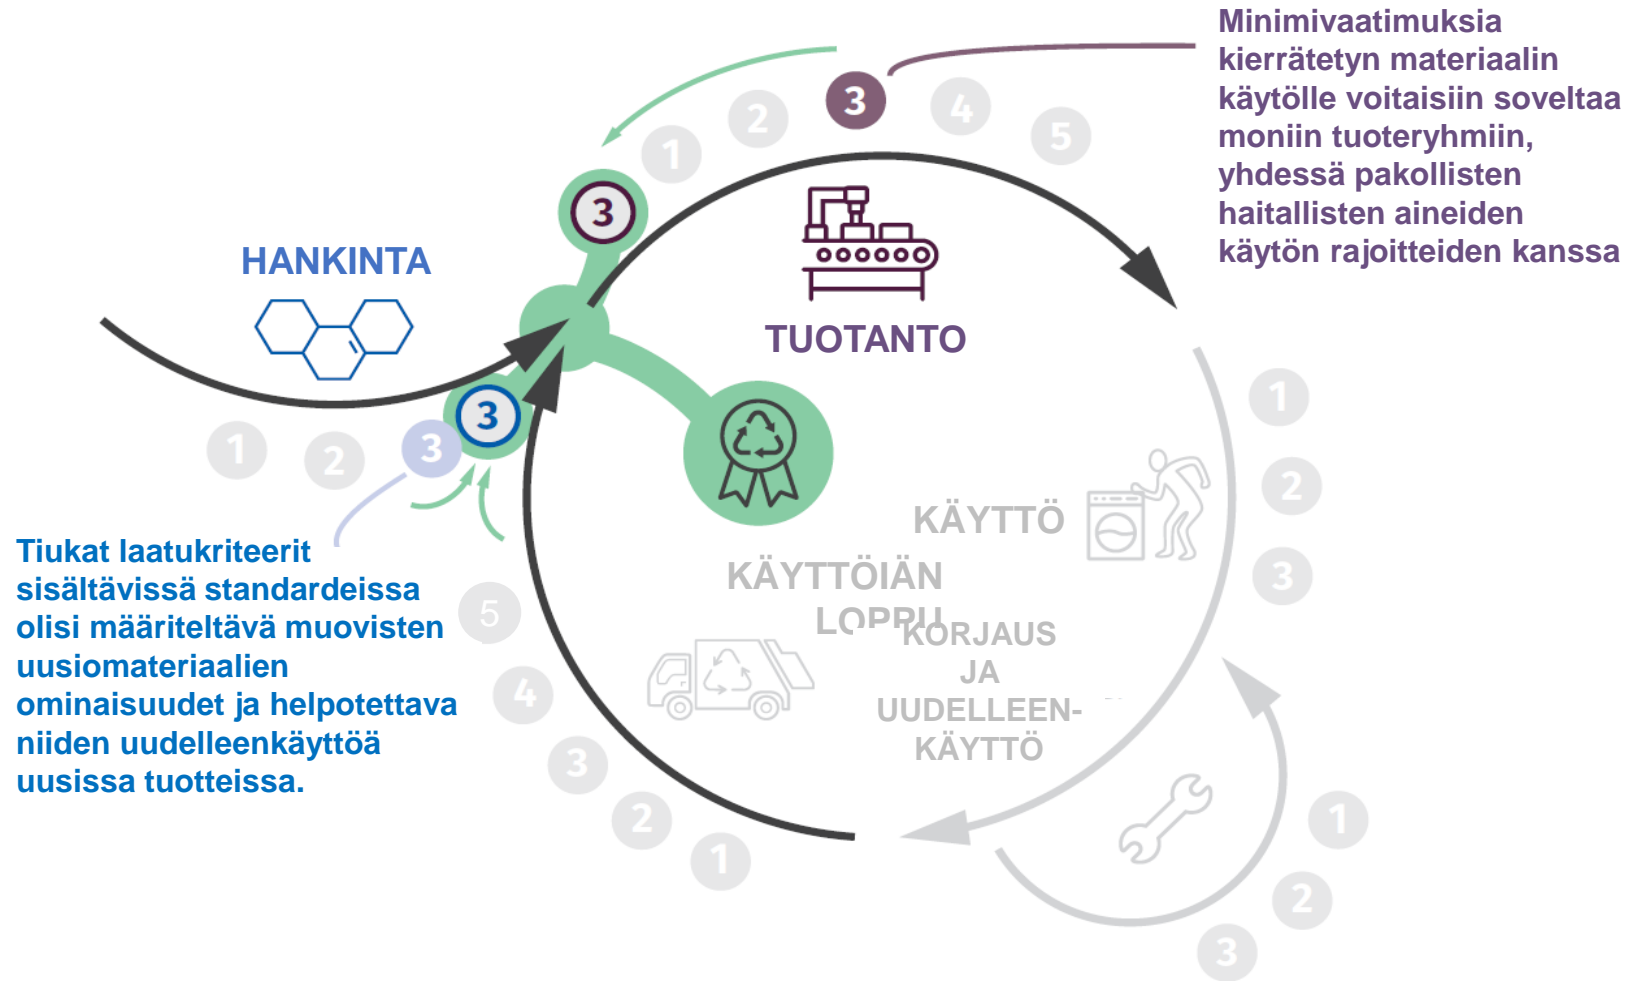 Minimivaatimuksia
kierrätetyn materiaalin
käytölle voitaisiin soveltaa
moniin tuoteryhmiin,
yhdessä pakollisten
haitallisten aineiden
käytön rajoitteiden kanssa
1
2
3
4
5
3
HANKINTA
TUOTANTO
3
1
2
3
Tiukat laatukriteerit
sisältävissä standardeissa
olisi määriteltävä muovisten
uusiomateriaalien
ominaisuudet ja helpotettava
niiden uudelleenkäyttöä
uusissa tuotteissa.
KÄYTTÖ
1
2
3
KÄYTTÖIÄN
LOPPU
KORJAUS
JA
UUDELLEEN-
KÄYTTÖ
5
4
3
2
1
1
2
3